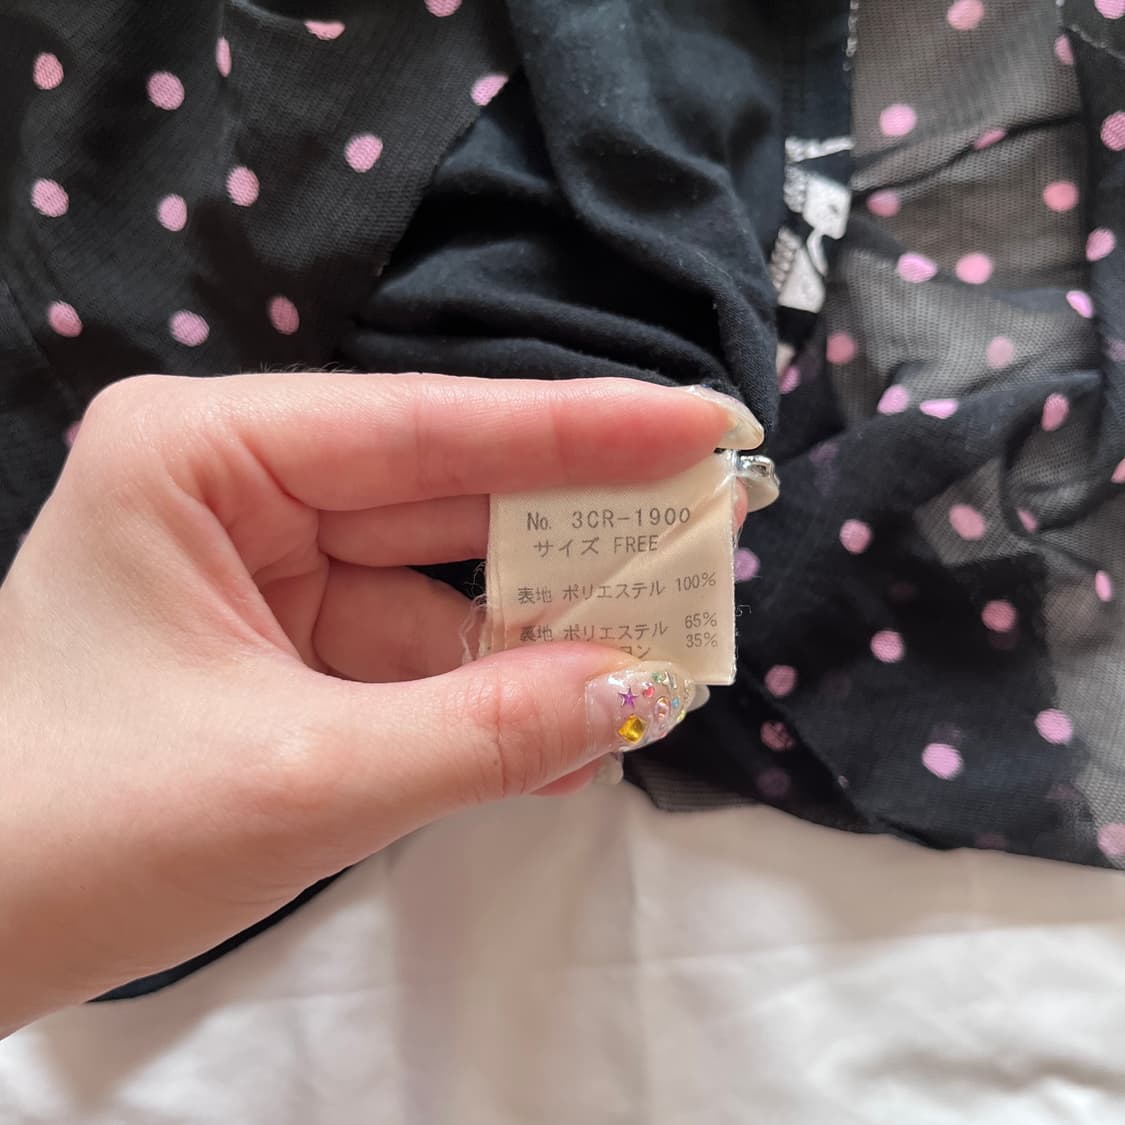 No. 3CR-1900
サイズ FREE
表地 ポリエステル 100%
裏地 ポリエステル 65%
35%